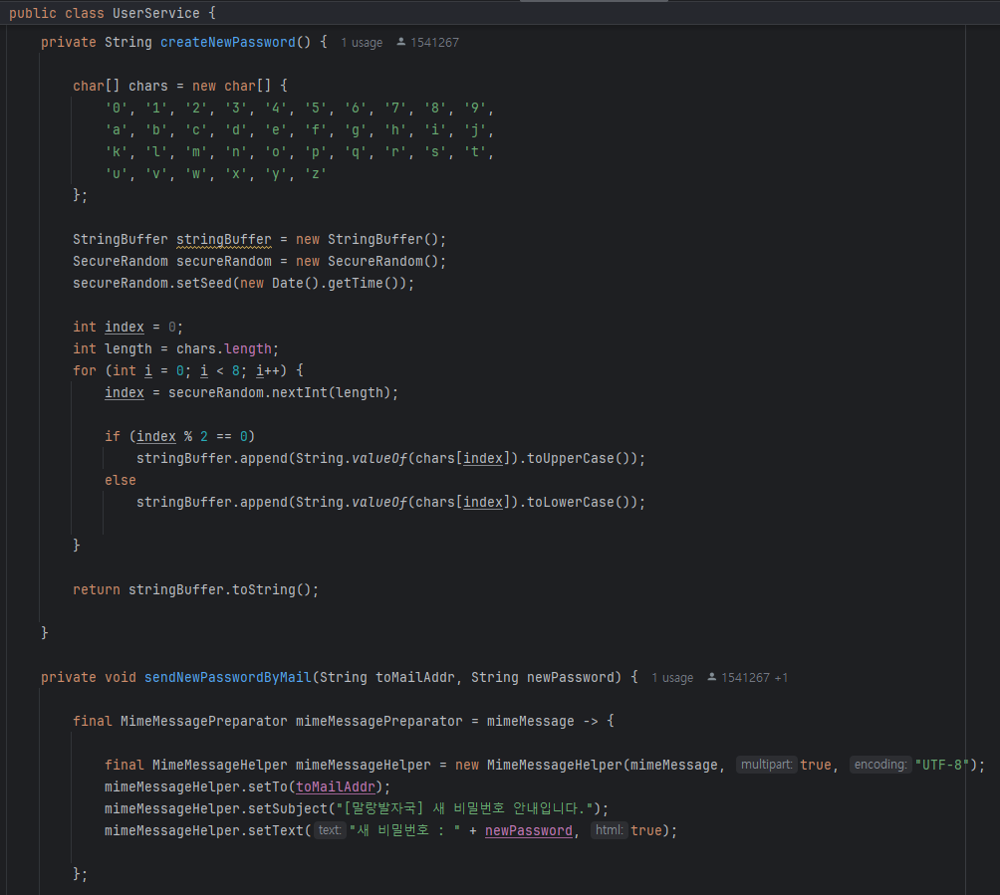 public class UserService {
private String createNewPassword() { 1 usage 1541267
char[] chars = new char[] {
'0', '1', '2', '3', '4', '5', '6', '7', '8', '9',
'a', 'b', 'c', 'd', 'e', 'f', 'g', 'h', 'i', 'j',
'k', 'l', 'm', 'n', 'o', 'p', 'q', 'r', 's', 't',
'u', 'v', 'w', 'x', 'y', 'z'
};
StringBuffer stringBuffer = new StringBuffer();
SecureRandom secureRandom = new SecureRandom();
secureRandom.setSeed(new Date().getTime());
int index = 0;
int length = chars.length;
for (int i = 0; i < 8; i++) {
index = secureRandom.nextInt(length);
if (index % 2 == 0)
stringBuffer.append(String.valueOf(chars[index]).toUpperCase());
else
stringBuffer.append(String.valueOf(chars[index]).toLowerCase());
}
return stringBuffer.toString();
}
private void sendNewPasswordByMail(String toMailAddr, String newPassword) { 1 usage 1541267 +1
final MimeMessagePreparator mimeMessagePreparator = mimeMessage -> {
final MimeMessageHelper mimeMessageHelper = new MimeMessageHelper(mimeMessage, multipart: true, encoding: "UTF-8");
mimeMessageHelper.setTo(toMailAddr);
mimeMessageHelper.setSubject("[말랑발자국] 새 비밀번호 안내입니다.");
mimeMessageHelper.setText( text: "새 비밀번호 : " + newPassword, html: true);
};